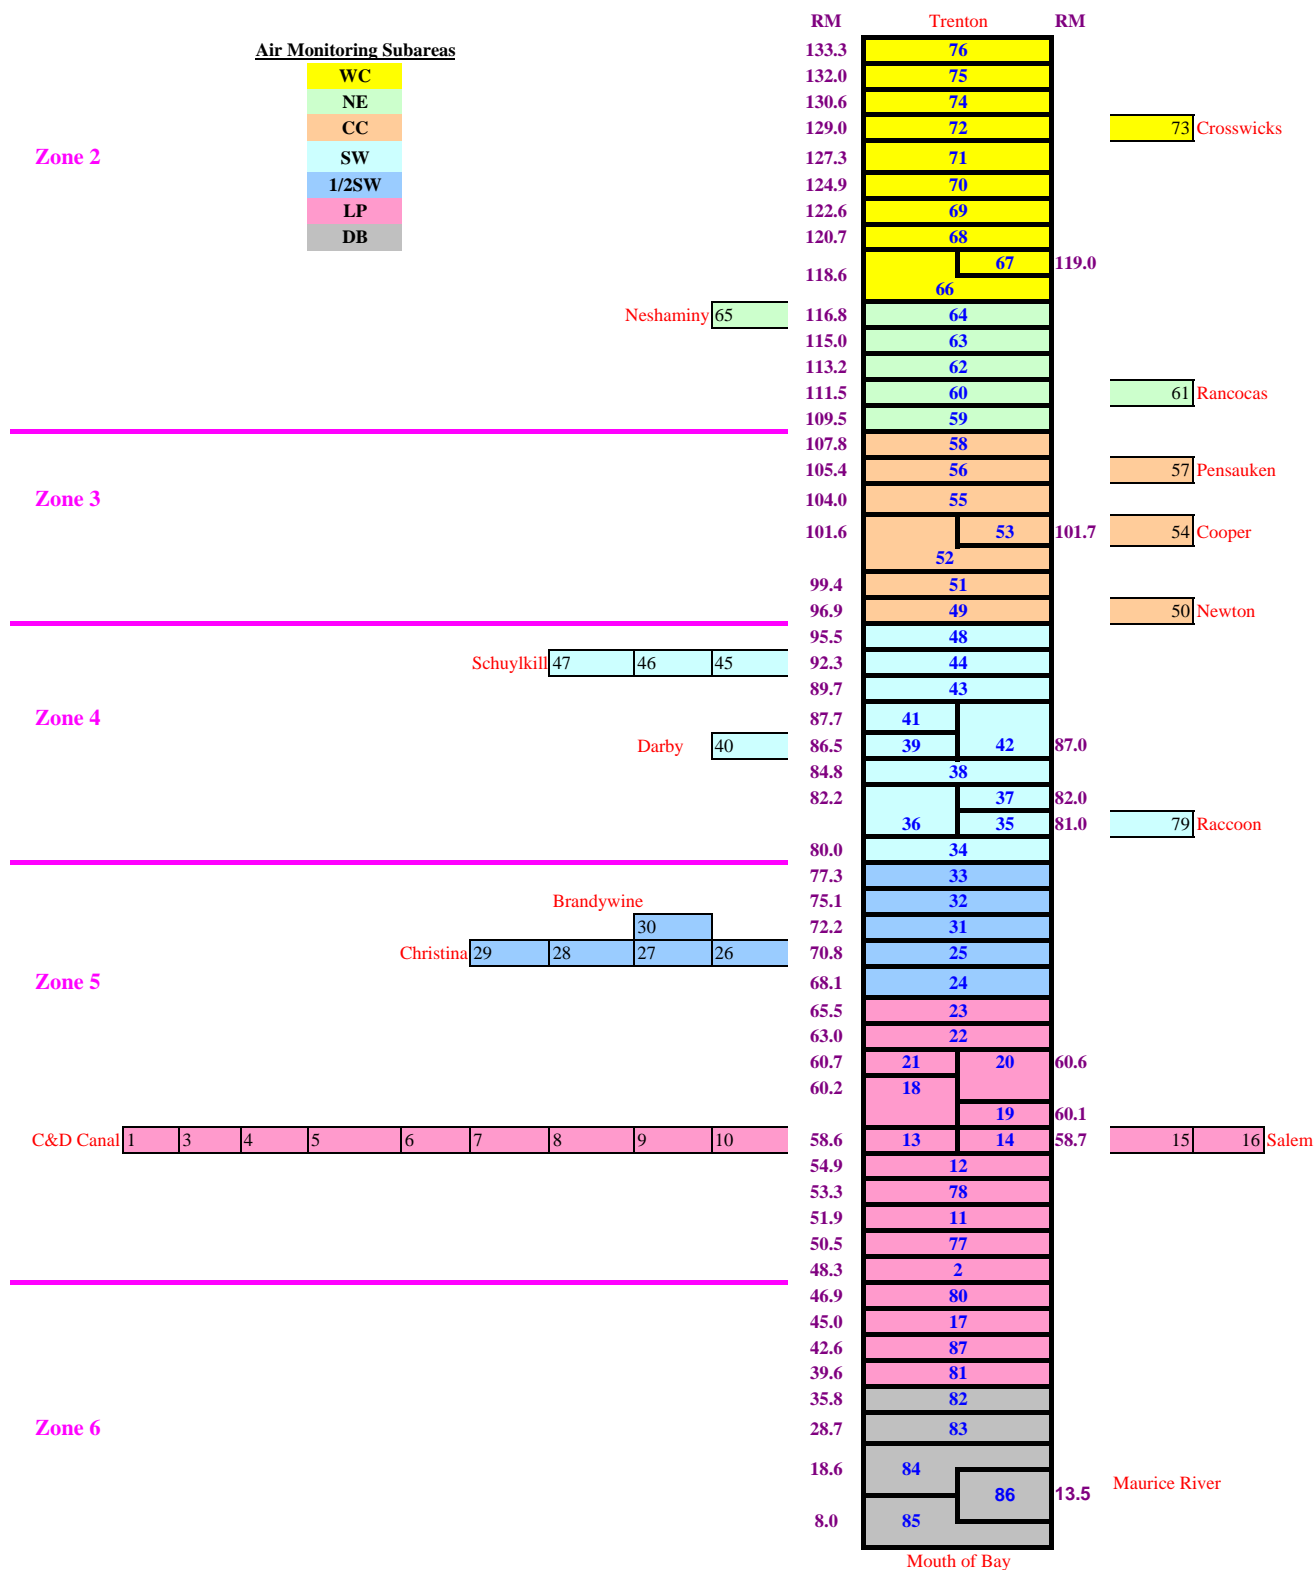 RM Trenton RM
Air Monitoring Subareas
133.3 76
WC
132.0 75
NE
130.6 74
CC
129.0 72 73 Crosswicks
Zone 2
SW
127.3 71
1/2SW
124.9 70
LP
122.6 69
DB
120.7 68
67 119.0
118.6
66
Neshaminy 65 116.8 64
115.0 63
113.2 62
111.5 60 61 Rancocas
109.5 59
107.8 58
105.4 56 57 Pensauken
Zone 3
104.0 55
101.6 53 101.7 54 Cooper
52
99.4 51
96.9 49 50 Newton
95.5 48
Schuylkill 47 46 45 92.3 44
89.7 43
Zone 4
87.7 41
Darby 40 86.5 39 42 87.0
84.8 38
82.2 37 82.0
36 35 81.0 79 Raccoon
80.0 34
77.3 33
Brandywine
75.1 32
30 72.2 31
Christina 29 28 27 26 70.8 25
Zone 5
68.1 24
65.5 23
63.0 22
60.7 21 20 60.6
60.2 18
19 60.1
C&D Canal 1 3 4 5 6 7 8 9 10 58.6 13 14 58.7 15 16 Salem
54.9 12
53.3 78
51.9 11
50.5 77
48.3 2
46.9 80
45.0 17
42.6 87
39.6 81
35.8 82
Zone 6
28.7 83
18.6 84
Maurice River
86 13.5
8.0 85
Mouth of Bay